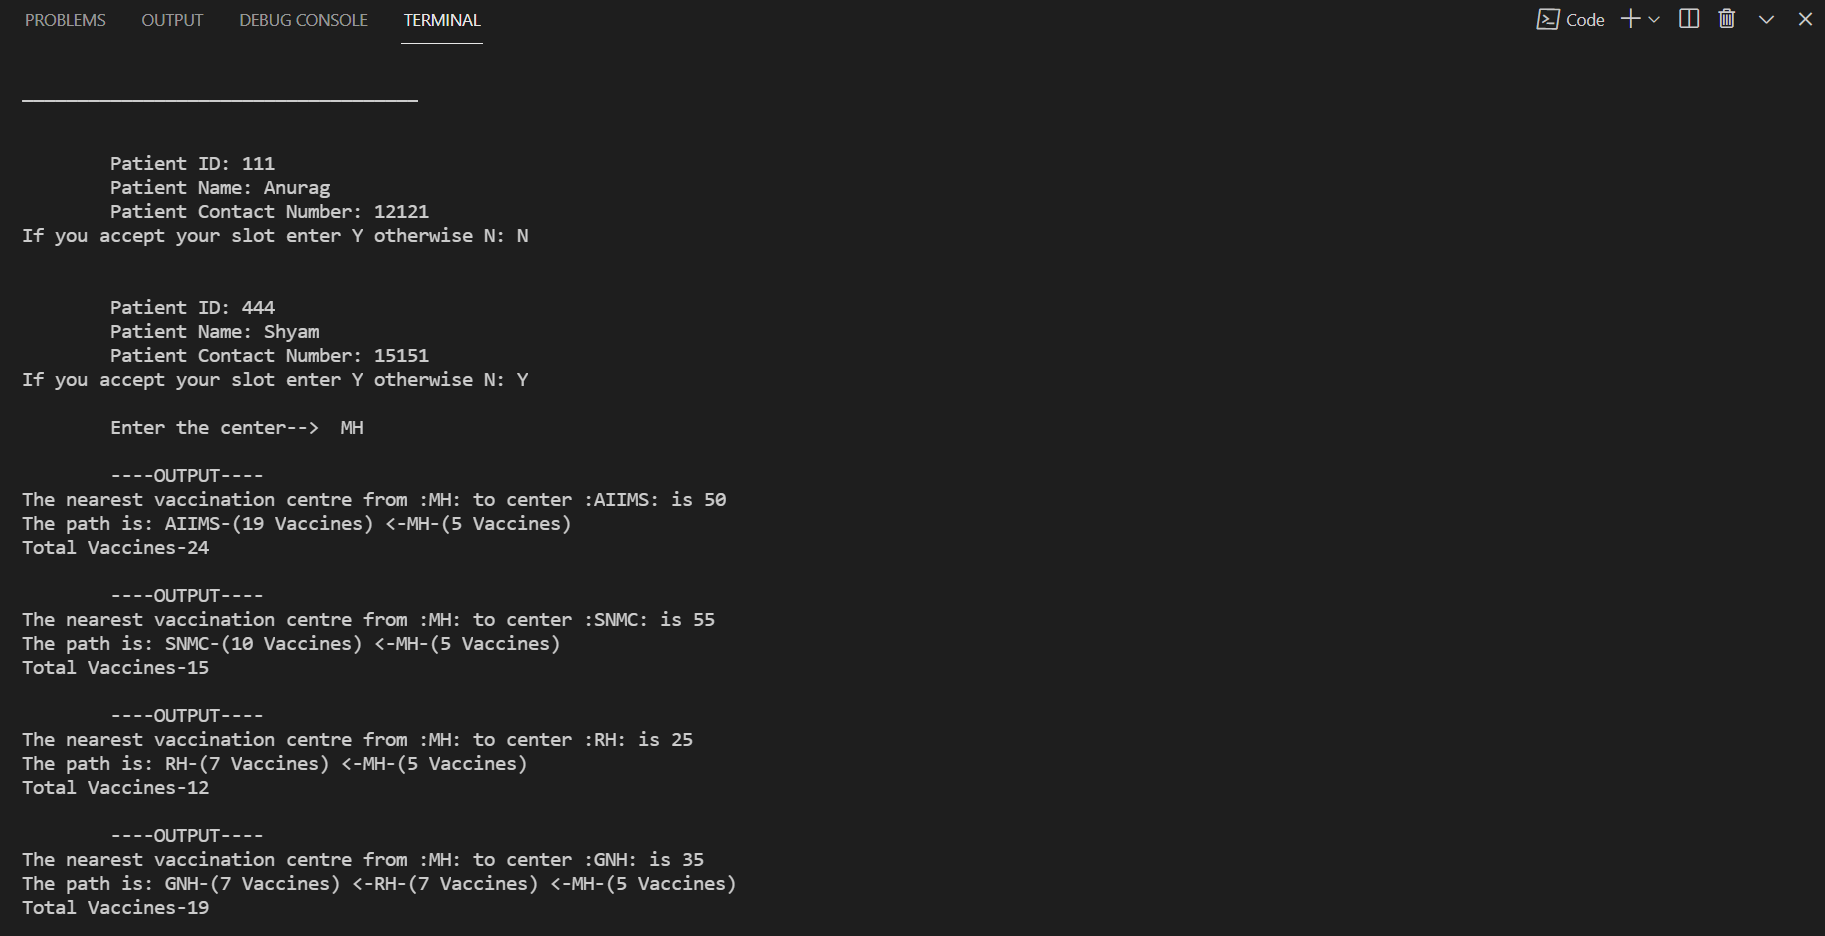 PROBLEMS OUTPUT DEBUG CONSOLE TERMINAL Code
Patient ID: 111
Patient Name: Anurag
Patient Contact Number: 12121
If you accept your slot enter Y otherwise N: N
Patient ID: 444
Patient Name: Shyam
Patient Contact Number: 15151
If you accept your slot enter Y otherwise N: Y
Enter the center--> MH
----OUTPUT----
The nearest vaccination centre from :MH: to center :AIIMS: is 50
The path is: AIIMS-(19 Vaccines) <-MH-(5 Vaccines)
Total Vaccines-24
----OUTPUT----
The nearest vaccination centre from :MH: to center :SNMC: is 55
The path is: SNMC-(10 Vaccines) <-MH-(5 Vaccines)
Total Vaccines-15
----OUTPUT----
The nearest vaccination centre from :MH: to center :RH: is 25
The path is: RH-(7 Vaccines) <-MH-(5 Vaccines)
Total Vaccines-12
----OUTPUT----
The nearest vaccination centre from :MH: to center :GNH: is 35
The path is: GNH-(7 Vaccines) <-RH-(7 Vaccines) <-MH-(5 Vaccines)
Total Vaccines-19